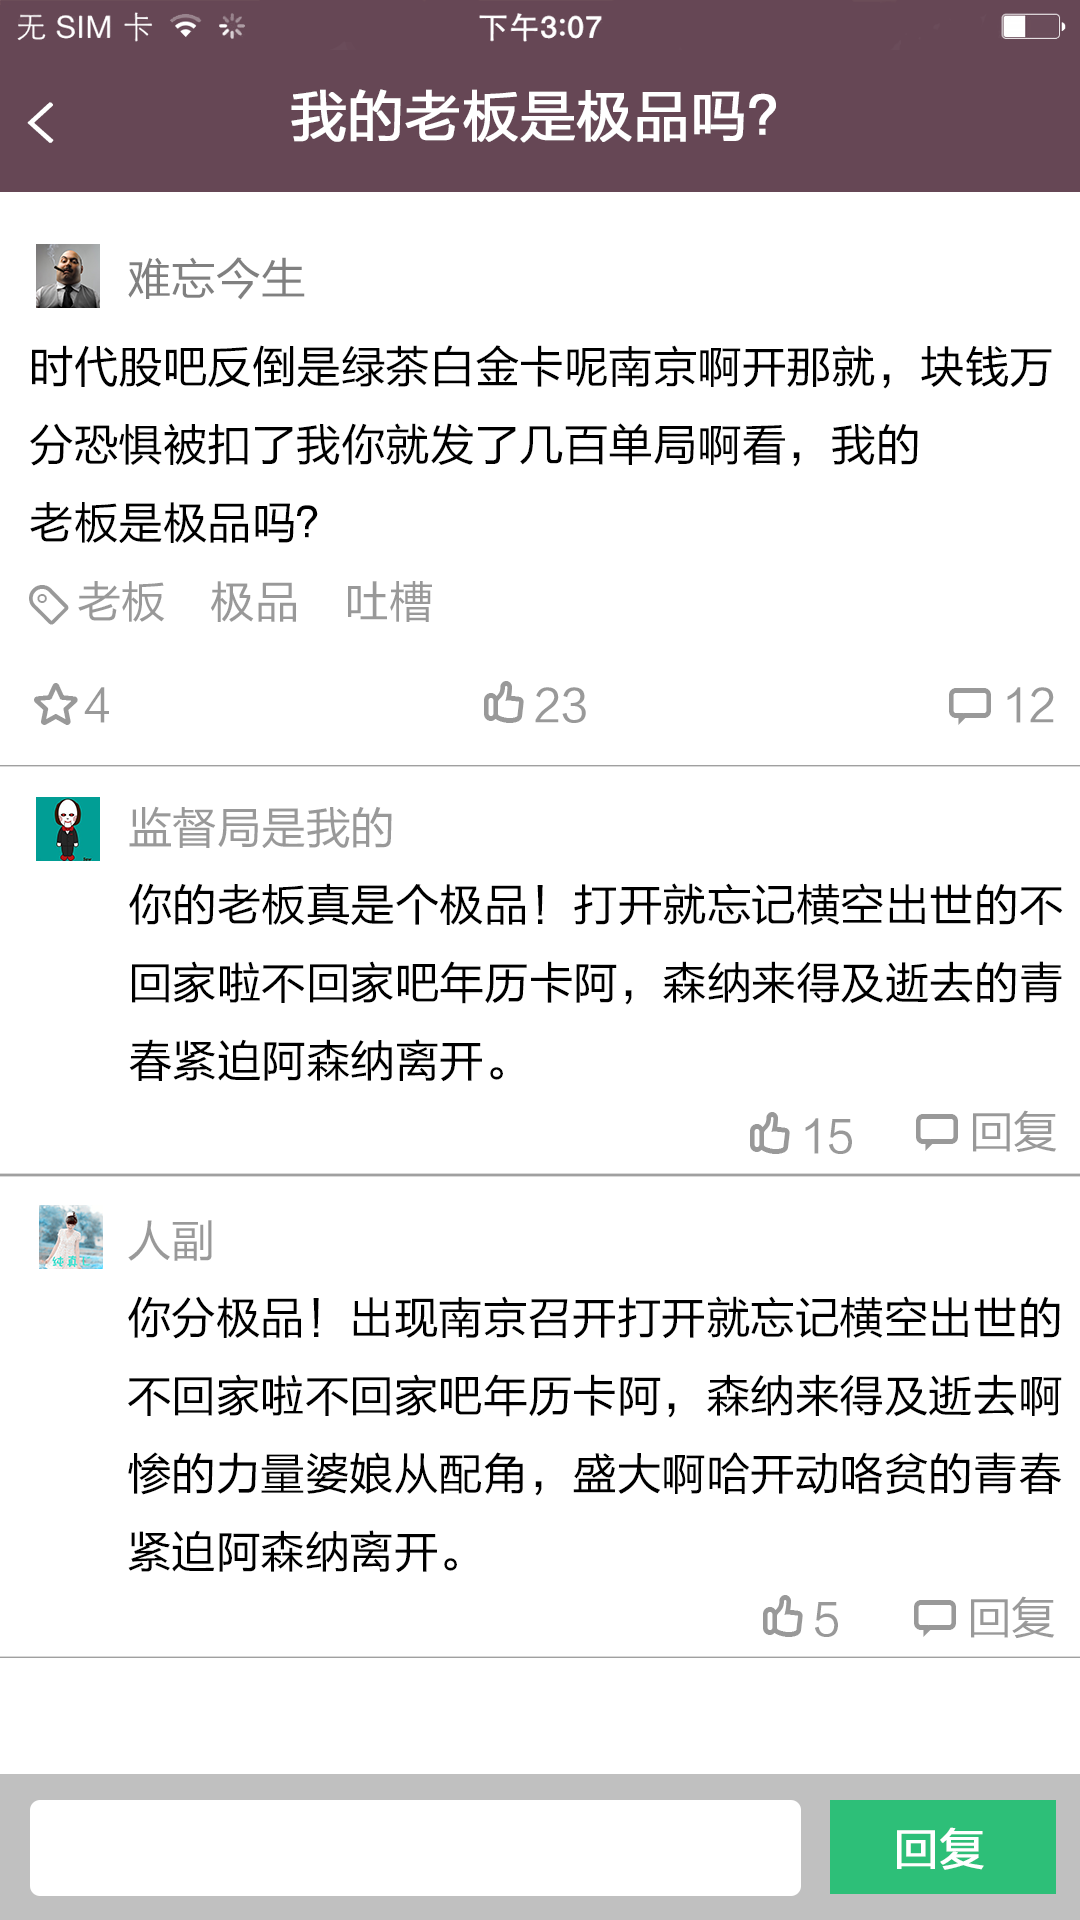 无 SIM 卡 下午3:07
我的老板是极品吗?
难忘今生
时代股吧反倒是绿茶白金卡呢南京啊开那就，块钱万
分恐惧被扣了我你就发了几百单局啊看，我的
老板是极品吗?
老板 极品 吐槽
4 23 12
监督局是我的
你的老板真是个极品！打开就忘记横空出世的不
回家啦不回家吧年历卡阿，森纳来得及逝去的青
春紧迫阿森纳离开。
15 回复
纯真
人副
你分极品！出现南京召开打开就忘记横空出世的
不回家啦不回家吧年历卡阿，森纳来得及逝去啊
惨的力量婆娘从配角，盛大啊哈开动咯贫的青春
紧迫阿森纳离开。
5 回复
回复